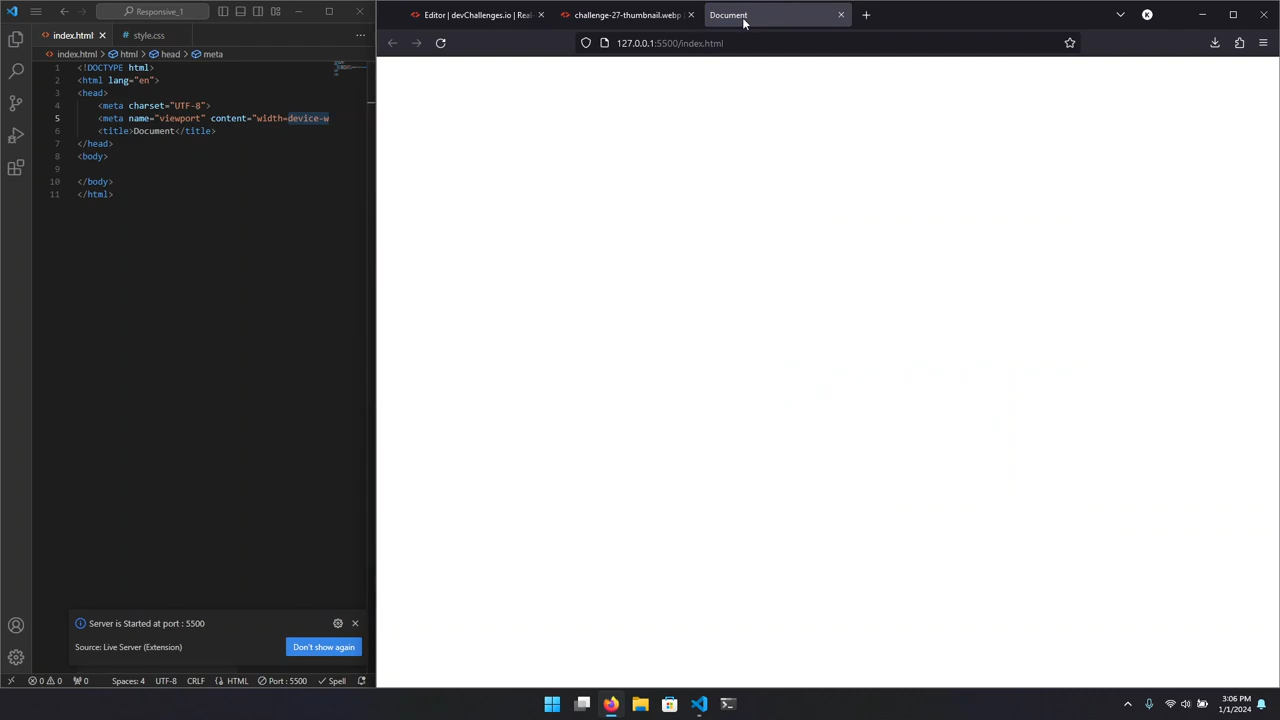 Responsive_1
index.html
style.css
index.html > html > head > meta
1 <!DOCTYPE html>
2 <html lang="en">
3 <head>
4 <meta charset="UTF-8">
5 <meta name="viewport" content="width=device-w
6 <title>Document</title>
7 </head>
8 <body>
9
10 </body>
11 </html>
Server is Started at port : 5500
Source: Live Server (Extension)
Don't show again
0 0 0 Spaces: 4 UTF-8 CRLF HTML Port : 5500 Spell
Editor | devChallenges.io | Real-
challenge-27-thumbnail.webp
Document
K
127.0.0.1:5500/index.html
3:06 PM
1/1/2024